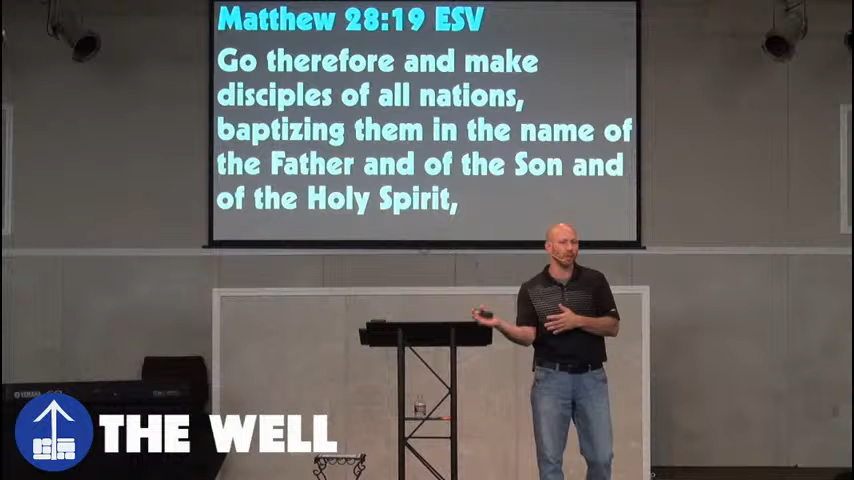 Matthew 28:19 ESV
Go therefore and make
disciples of all nations,
baptizing them in the name of
the Father and of the Son and
of the Holy Spirit,
YAMAHA
THE WELL